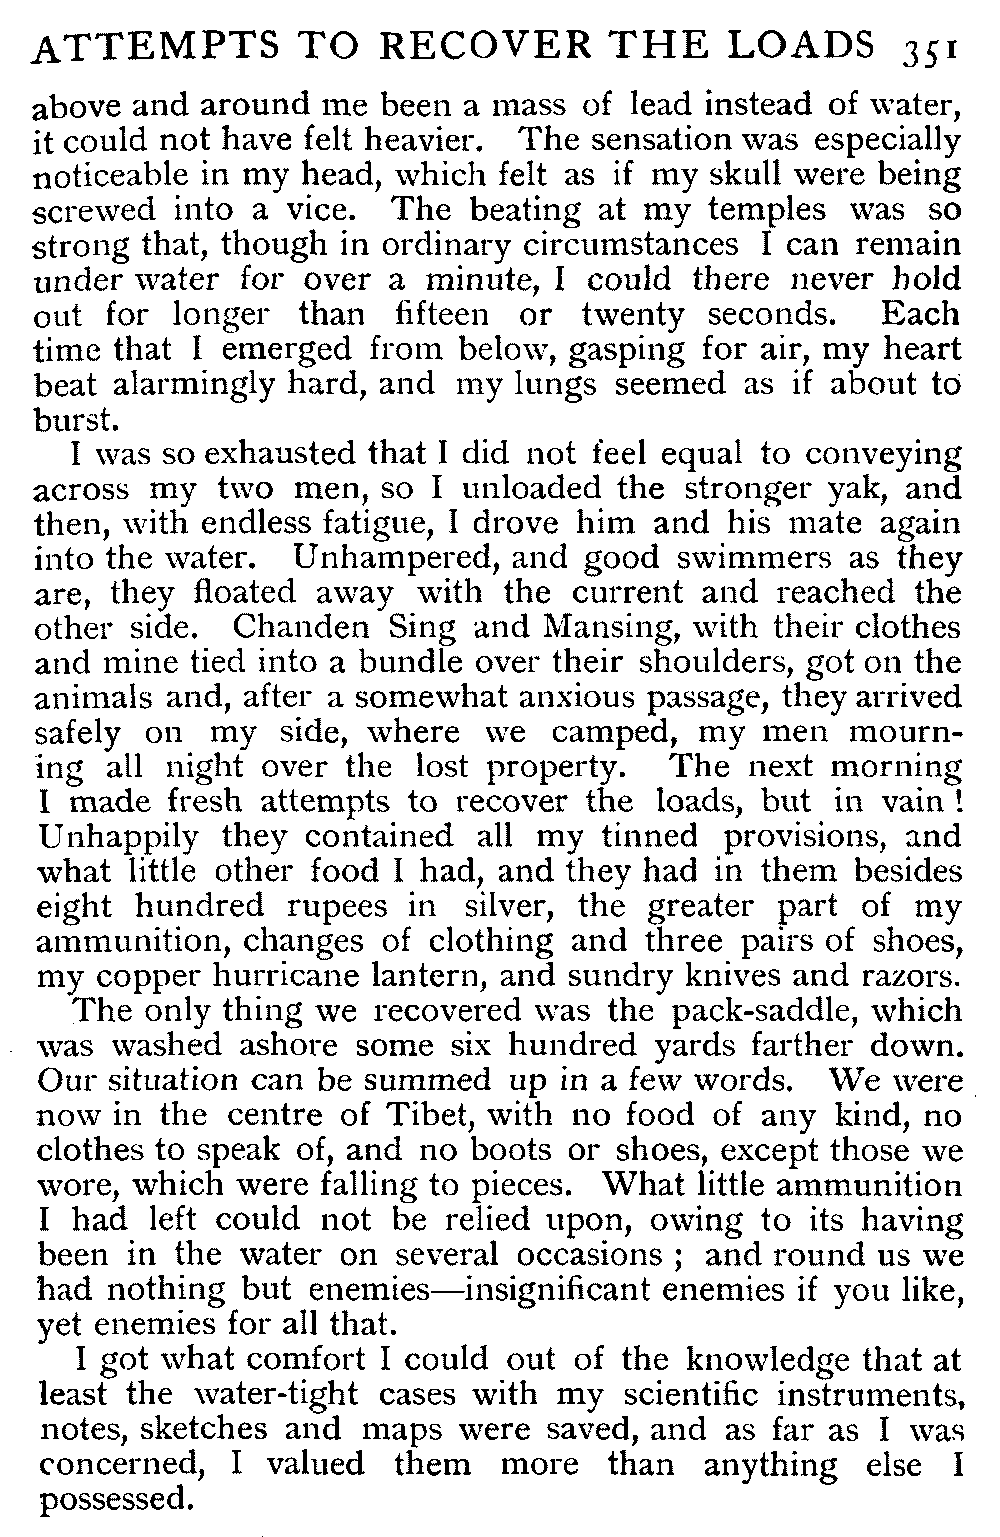 ATTEMPTS TO RECOVER THE LOADS 351
above and around me been a mass of lead instead of water,
it could not have felt heavier. The sensation was especially
noticeable in my head, which felt as if my skull were being
screwed into a vice. The beating at my temples was so
strong that, though in ordinary circumstances I can remain
under water for over a minute, I could there never hold
out for longer than fifteen or twenty seconds. Each
time that I emerged from below, gasping for air, my heart
beat alarmingly hard, and my lungs seemed as if about to
burst.
I was so exhausted that I did not feel equal to conveying
across my two men, so I unloaded the stronger yak, and
then, with endless fatigue, I drove him and his mate again
into the water. Unhampered, and good swimmers as they
are, they floated away with the current and reached the
other side. Chanden Sing and Mansing, with their clothes
and mine tied into a bundle over their shoulders, got on the
animals and, after a somewhat anxious passage, they arrived
safely on my side, where we camped, my men mourn-
ing all night over the lost property. The next morning
I made fresh attempts to recover the loads, but in vain !
Unhappily they contained all my tinned provisions, and
what little other food I had, and they had in them besides
eight hundred rupees in silver, the greater part of my
ammunition, changes of clothing and three pairs of shoes,
my copper hurricane lantern, and sundry knives and razors.
The only thing we recovered was the pack-saddle, which
was washed ashore some six hundred yards farther down.
Our situation can be summed up in a few words. We were
now in the centre of Tibet, with no food of any kind, no
clothes to speak of, and no boots or shoes, except those we
wore, which were falling to pieces. What little ammunition
I had left could not be relied upon, owing to its having
been in the water on several occasions ; and round us we
had nothing but enemies—insignificant enemies if you like,
yet enemies for all that.
I got what comfort I could out of the knowledge that at
least the water-tight cases with my scientific instruments,
notes, sketches and maps were saved, and as far as I was
concerned, I valued them more than anything else I
possessed.